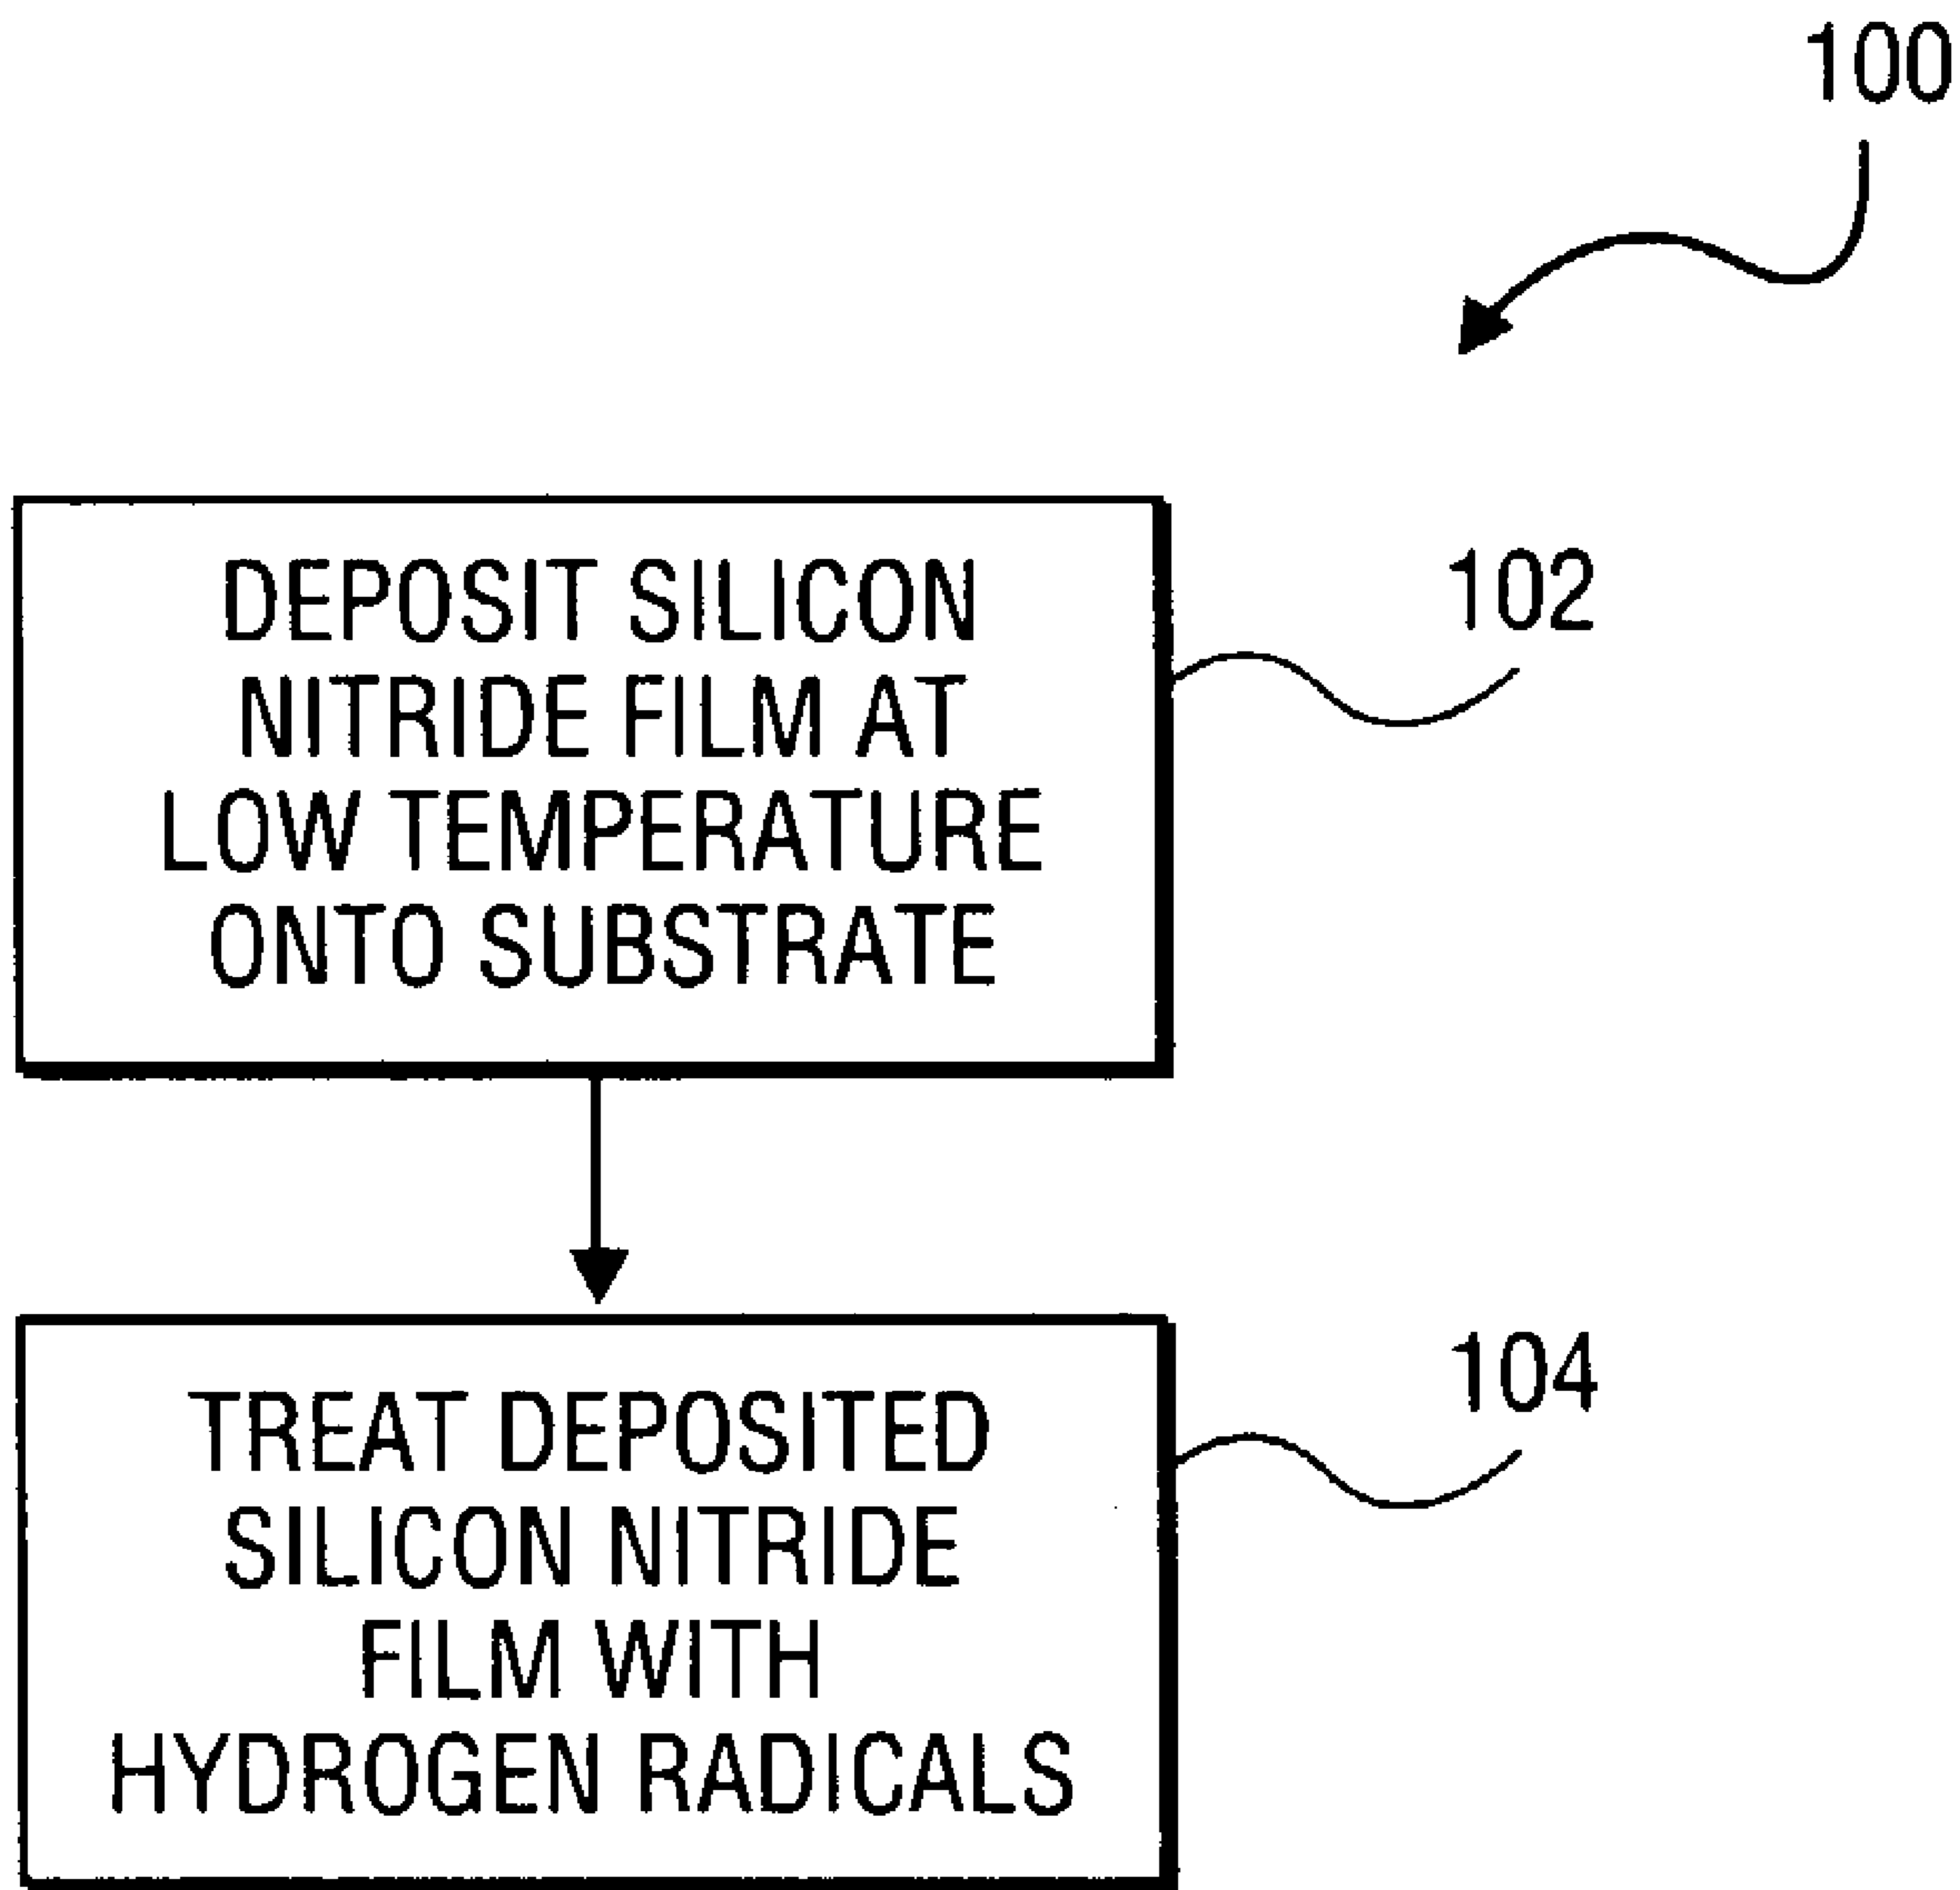 100
DEPOSIT SILICON
NITRIDE FILM AT
LOW TEMPERATURE
ONTO SUBSTRATE
102
TREAT DEPOSITED
SILICON NITRIDE
FILM WITH
HYDROGEN RADICALS
104